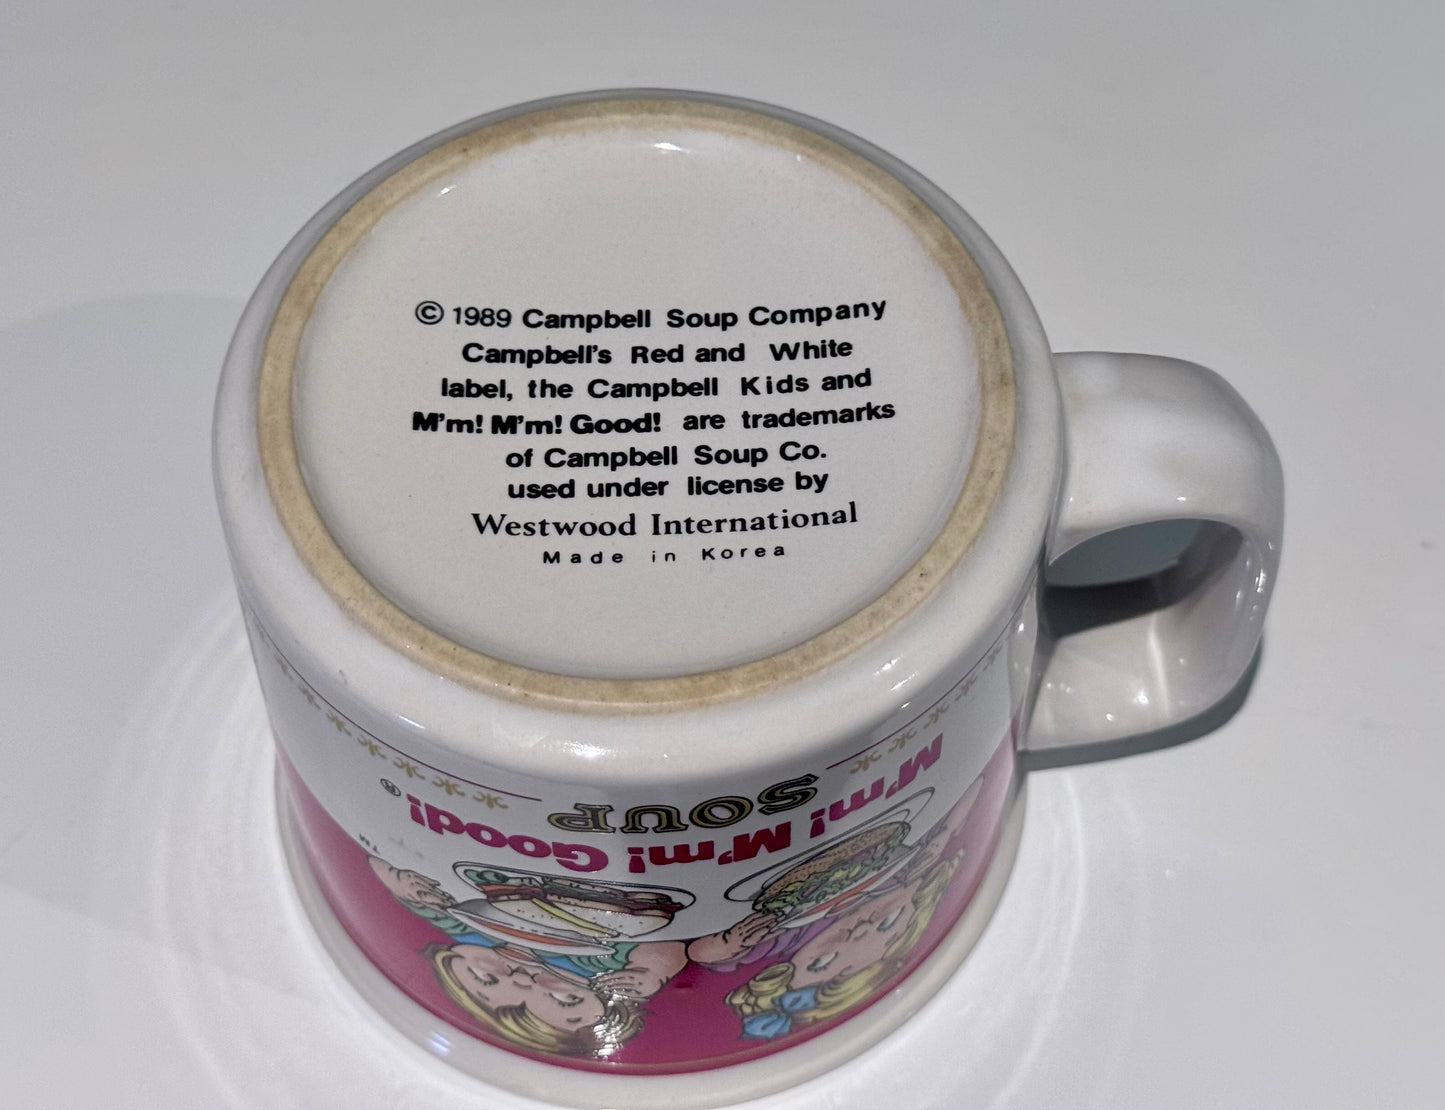 © 1989 Campbell Soup Company
Campbell's Red and White
label, the Campbell Kids and
M'm! M'm! Good! are trademarks
of Campbell Soup Co.
used under license by
Westwood International
Made in Korea
SOUP
M'm! M'm! Good! ®
TM